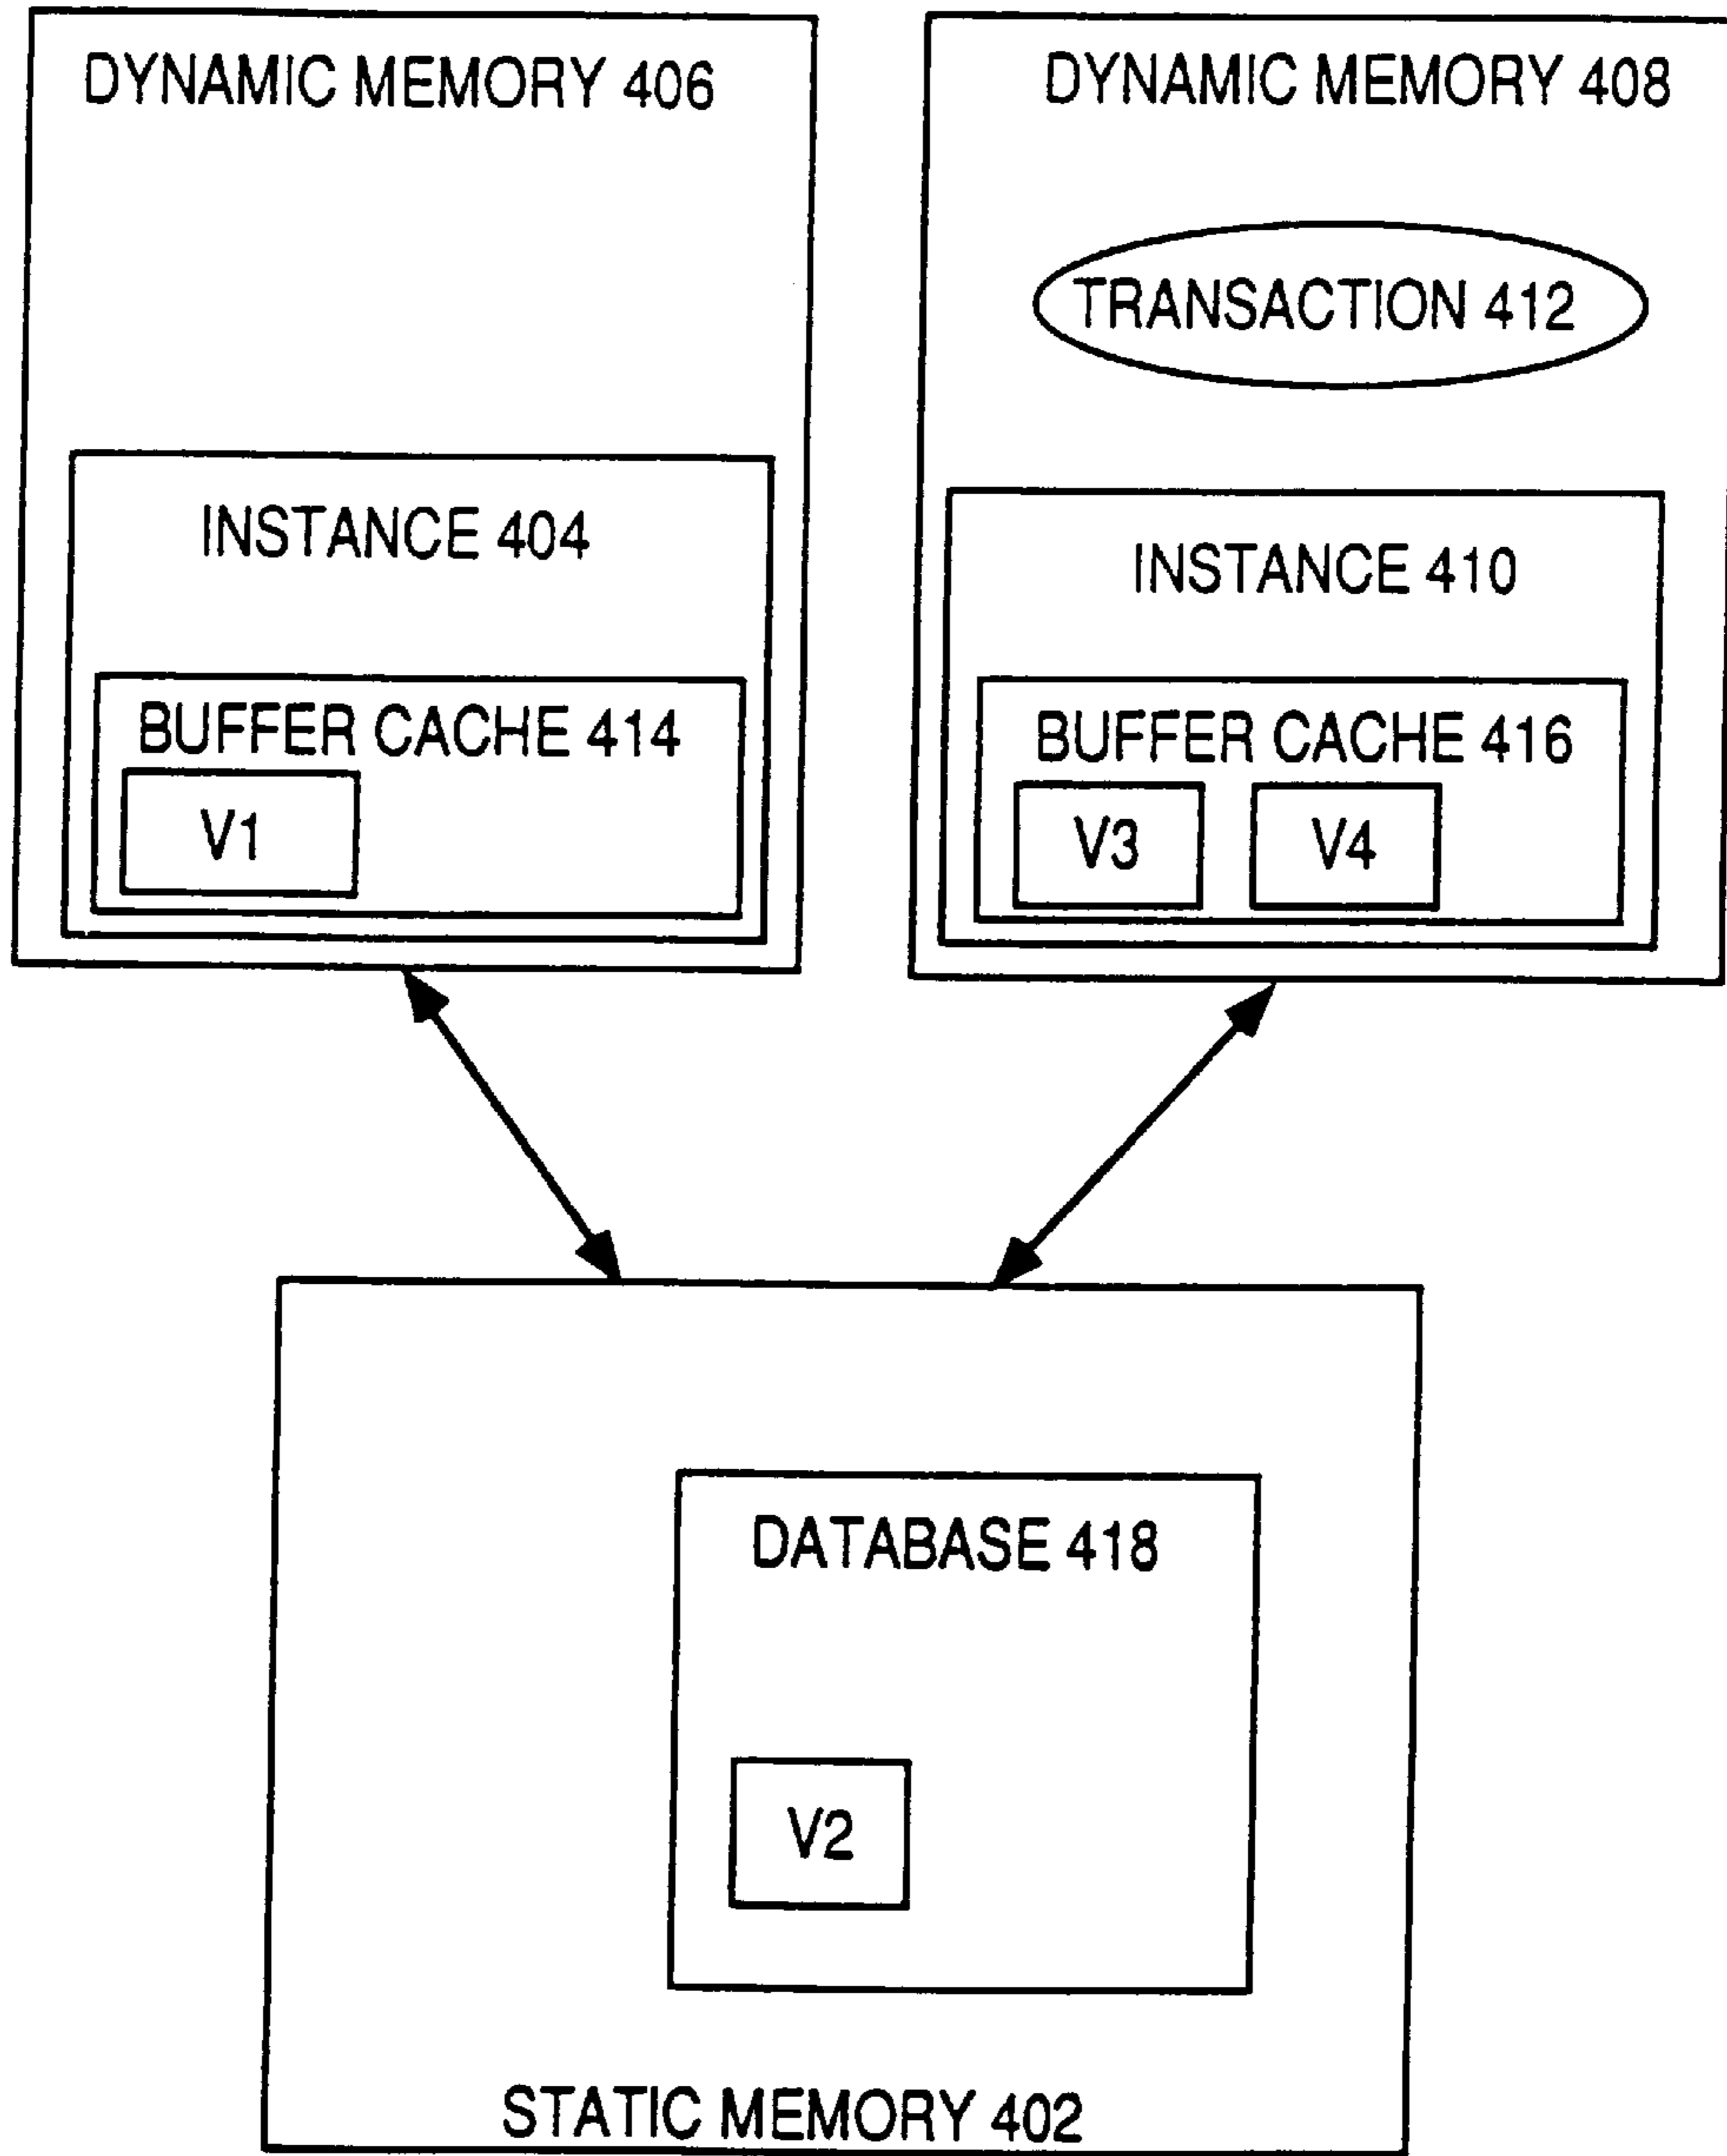 DYNAMIC MEMORY 406
INSTANCE 404
BUFFER CACHE 414
V1
DYNAMIC MEMORY 408
TRANSACTION 412
INSTANCE 410
BUFFER CACHE 416
V3
V4
DATABASE 418
V2
STATIC MEMORY 402